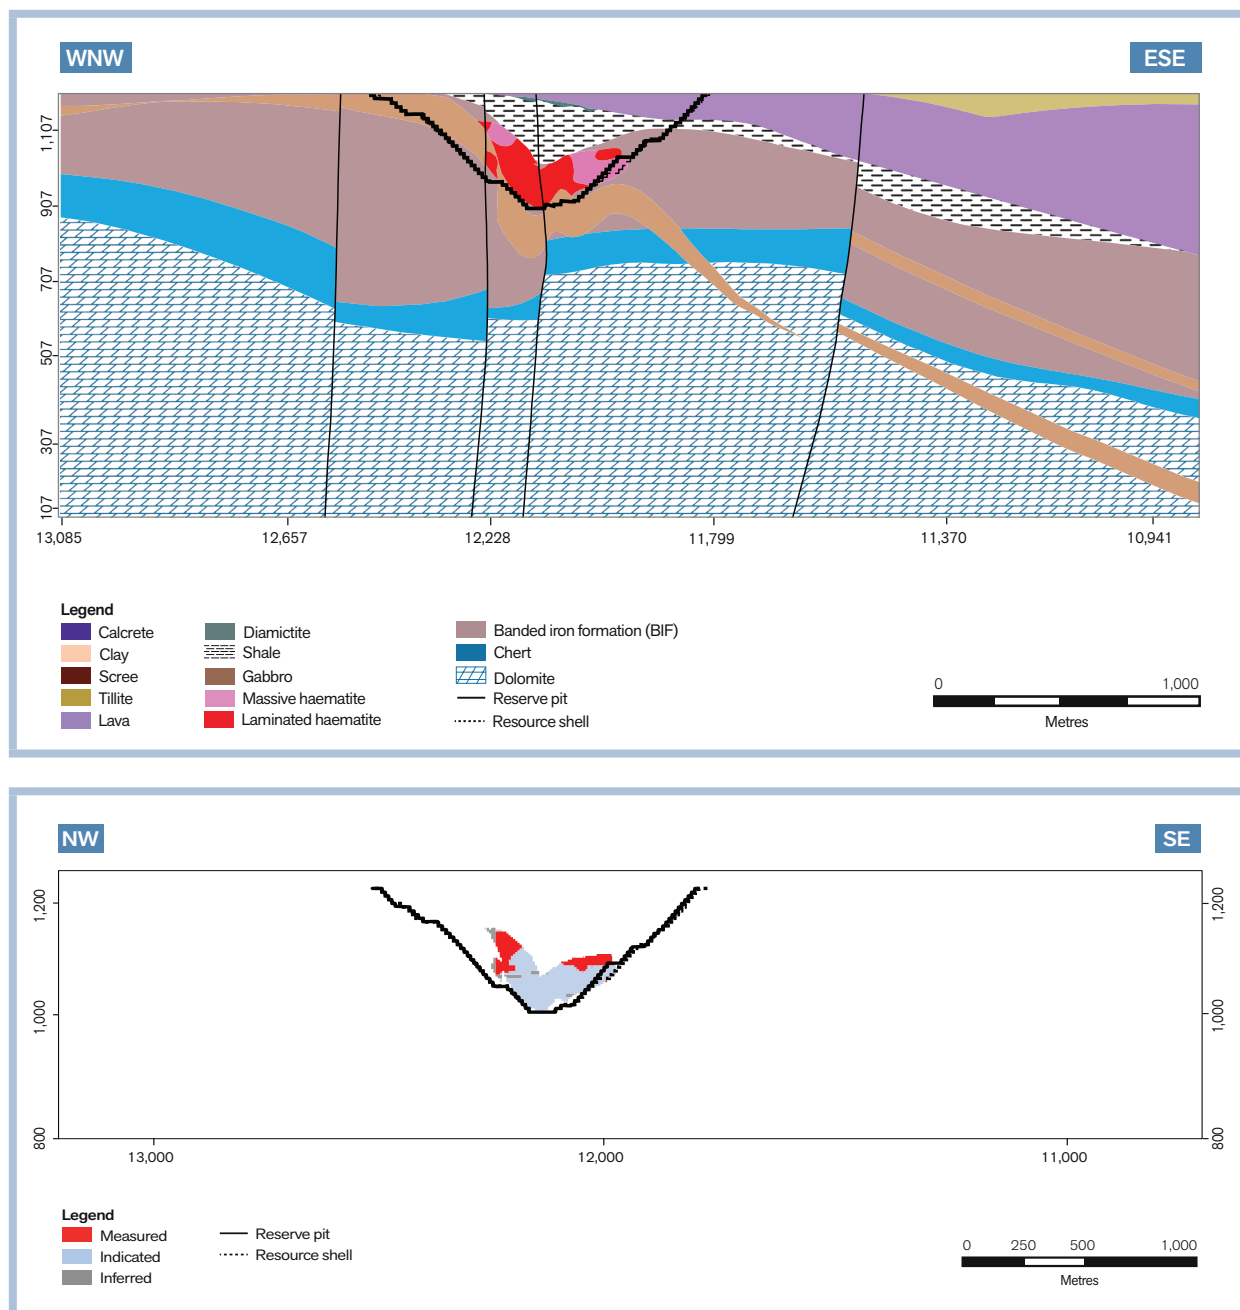 WNW
ESE
1,107
907
707
507
307
107
13,085
12,657
12,228
11,799
11,370
10,941
Legend
Calcrete
Clay
Scree
Tillite
Lava
Diamictite
Shale
Gabbro
Massive haematite
Laminated haematite
Banded iron formation (BIF)
Chert
Dolomite
Reserve pit
Resource shell
0 1,000
Metres
NW
SE
1,200
1,000
800
1,200
1,000
800
13,000
12,000
11,000
Legend
Measured
Indicated
Inferred
Reserve pit
Resource shell
0 250 500 1,000
Metres